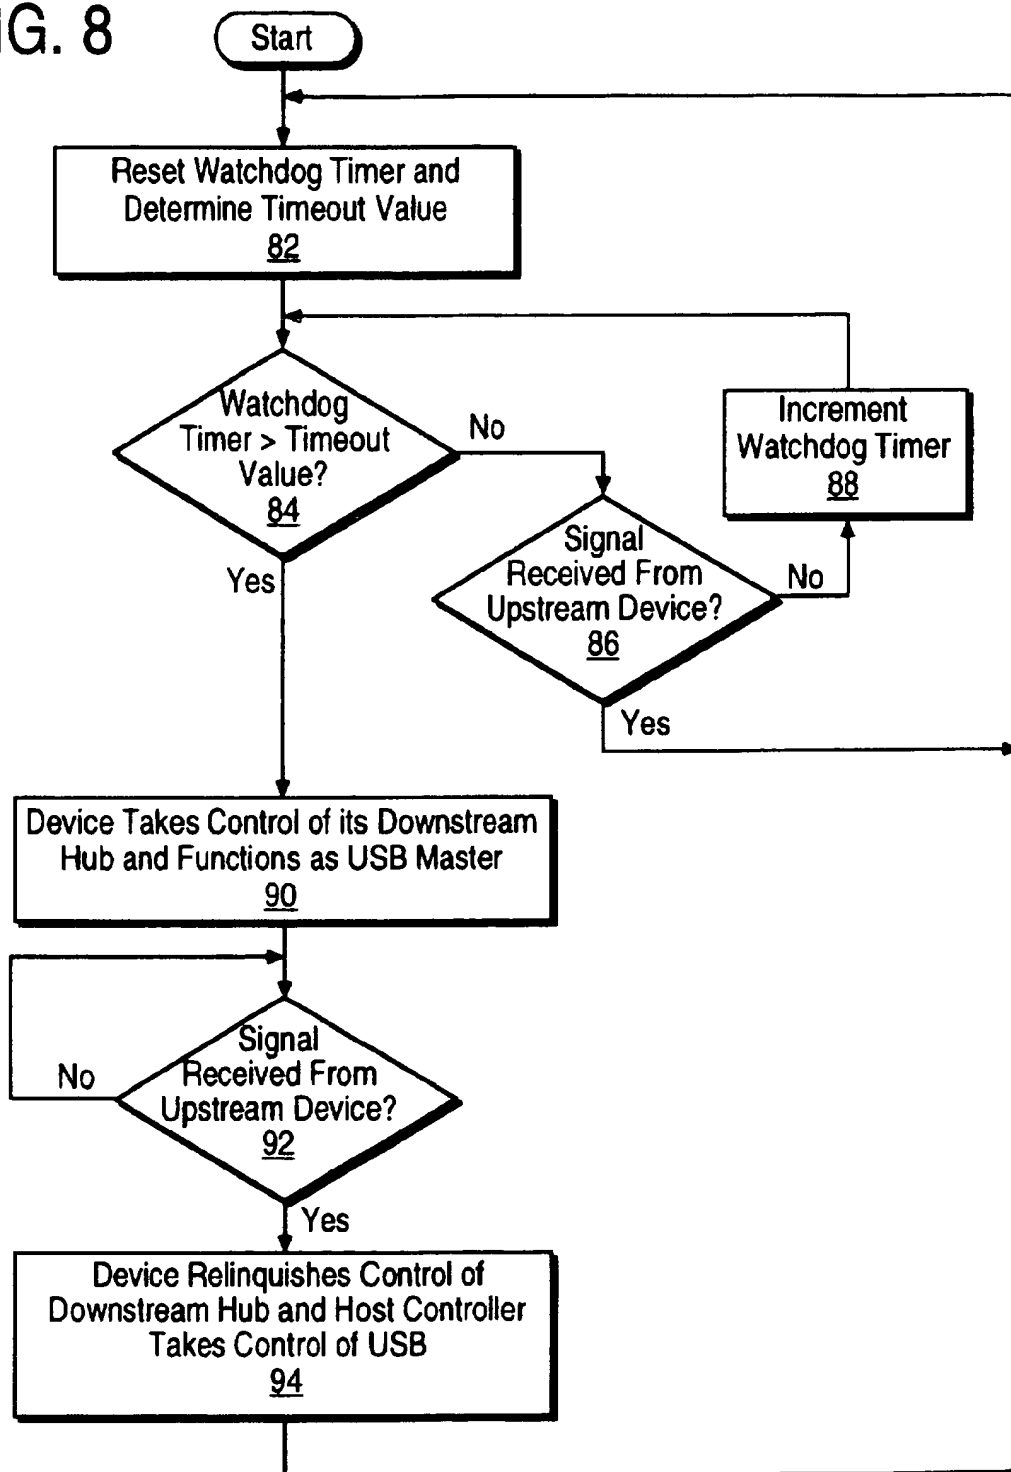 IG. 8
Start
Reset Watchdog Timer and
Determine Timeout Value
82
Watchdog
Timer > Timeout
Value?
84
No
Yes
Increment
Watchdog Timer
88
Signal
Received From
Upstream Device?
86
No
Yes
Device Takes Control of its Downstream
Hub and Functions as USB Master
90
Signal
Received From
Upstream Device?
92
No
Yes
Device Relinquishes Control of
Downstream Hub and Host Controller
Takes Control of USB
94